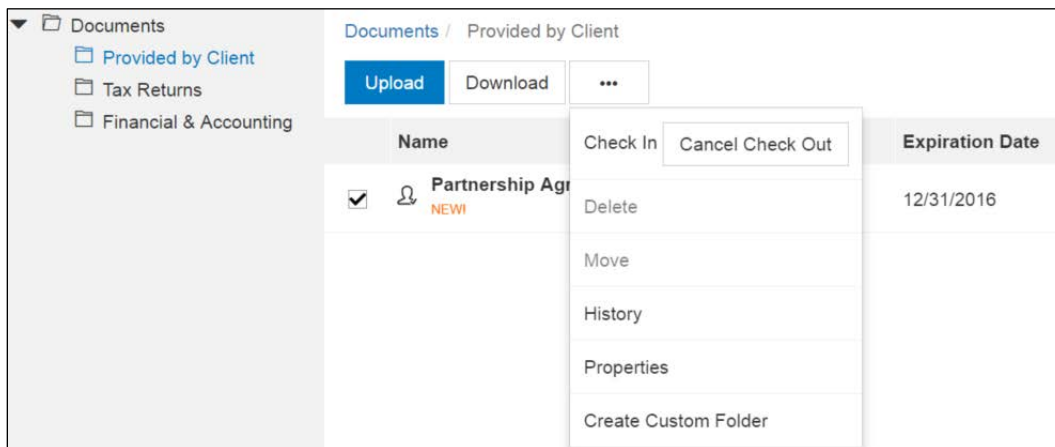 Documents
Provided by Client
Tax Returns
Financial & Accounting
Documents / Provided by Client
Upload Download •••
Name Expiration Date
Check In Cancel Check Out
Partnership Agr 12/31/2016
NEW!
Delete
Move
History
Properties
Create Custom Folder